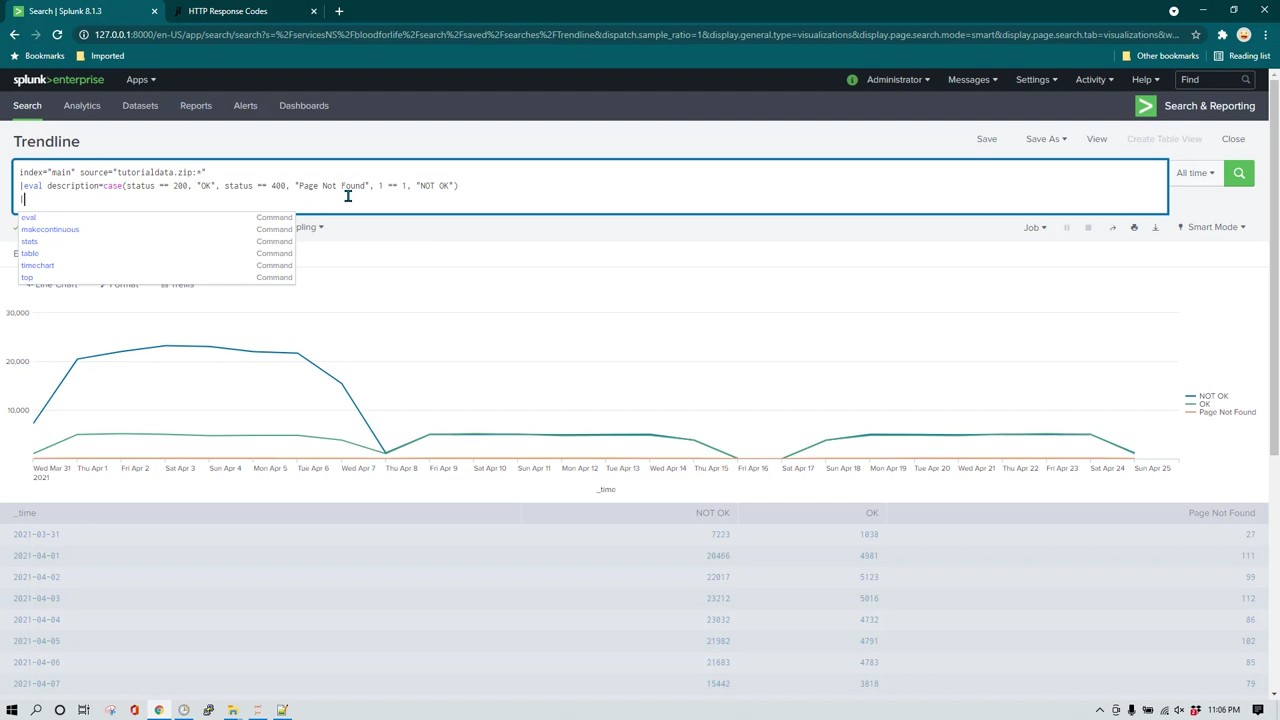 Search | Splunk 8.1.3
HTTP Response Codes
127.0.0.1:8000/en-US/app/search/search?s=%2FservicesNS%2Fbloodforlife%2Fsearch%2Fsaved%2Fsearches%2FTrendline&dispatch.sample_ratio=1&display.general.type=visualizations&display.page.search.mode=smart&display.page.search.tab=visualizations&w...
Bookmarks
Imported
Other bookmarks
Reading list
splunk>enterprise
Apps
Administrator
Messages
Settings
Activity
Help
Find
Search
Analytics
Datasets
Reports
Alerts
Dashboards
Search & Reporting
Trendline
Save
Save As
View
Create Table View
Close
index="main" source="tutorialdata.zip:*"
|eval description=case(status == 200, "OK", status == 400, "Page Not Found", 1 == 1, "NOT OK")
|
All time
eval Command
makecontinuous Command
stats Command
table Command
timechart Command
top Command
pling
Job
Smart Mode
Line Chart
Format
Trellis
30,000
20,000
10,000
NOT OK
OK
Page Not Found
Wed Mar 31 Thu Apr 1 Fri Apr 2 Sat Apr 3 Sun Apr 4 Mon Apr 5 Tue Apr 6 Wed Apr 7 Thu Apr 8 Fri Apr 9 Sat Apr 10 Sun Apr 11 Mon Apr 12 Tue Apr 13 Wed Apr 14 Thu Apr 15 Fri Apr 16 Sat Apr 17 Sun Apr 18 Mon Apr 19 Tue Apr 20 Wed Apr 21 Thu Apr 22 Fri Apr 23 Sat Apr 24 Sun Apr 25
2021
_time
_time NOT OK OK Page Not Found
2021-03-31 7223 1038 27
2021-04-01 20466 4981 111
2021-04-02 22017 5123 99
2021-04-03 23212 5016 112
2021-04-04 23032 4732 86
2021-04-05 21982 4791 102
2021-04-06 21683 4783 85
2021-04-07 15442 3818 79
11:06 PM